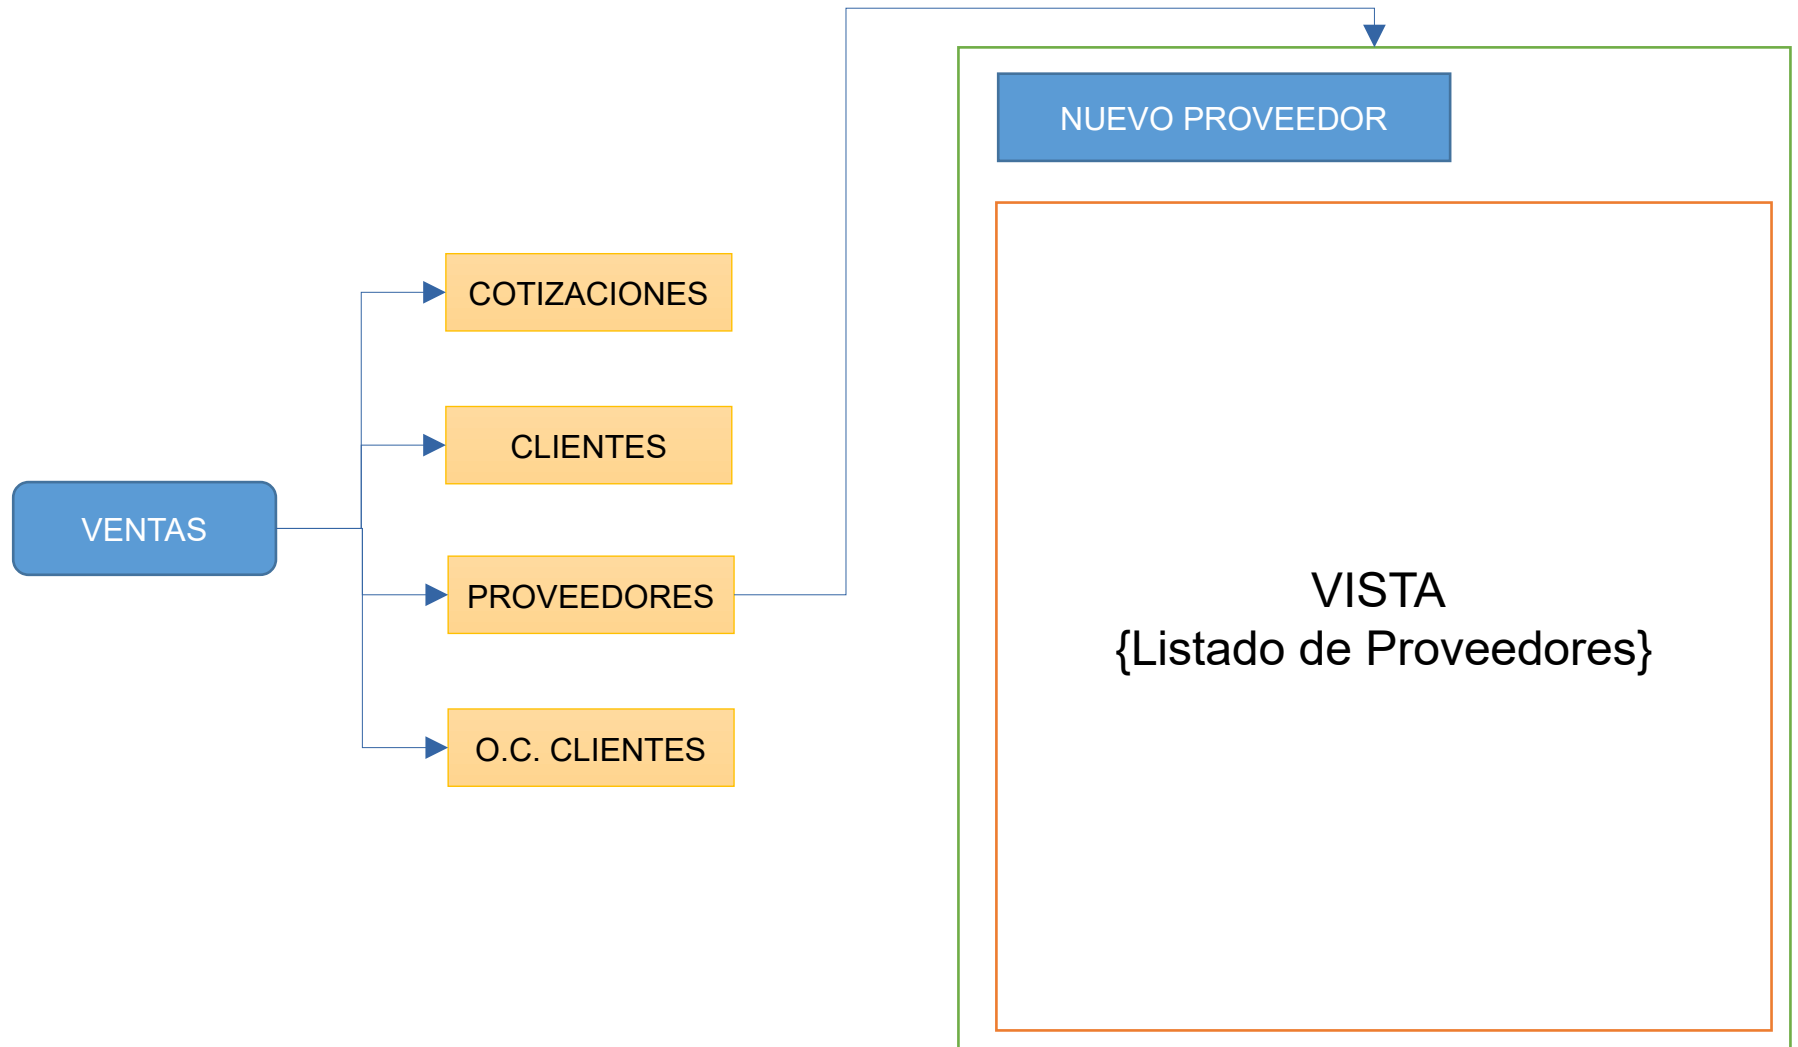 NUEVO PROVEEDOR
COTIZACIONES
CLIENTES
VENTAS
PROVEEDORES
O.C. CLIENTES
VISTA
{Listado de Proveedores}